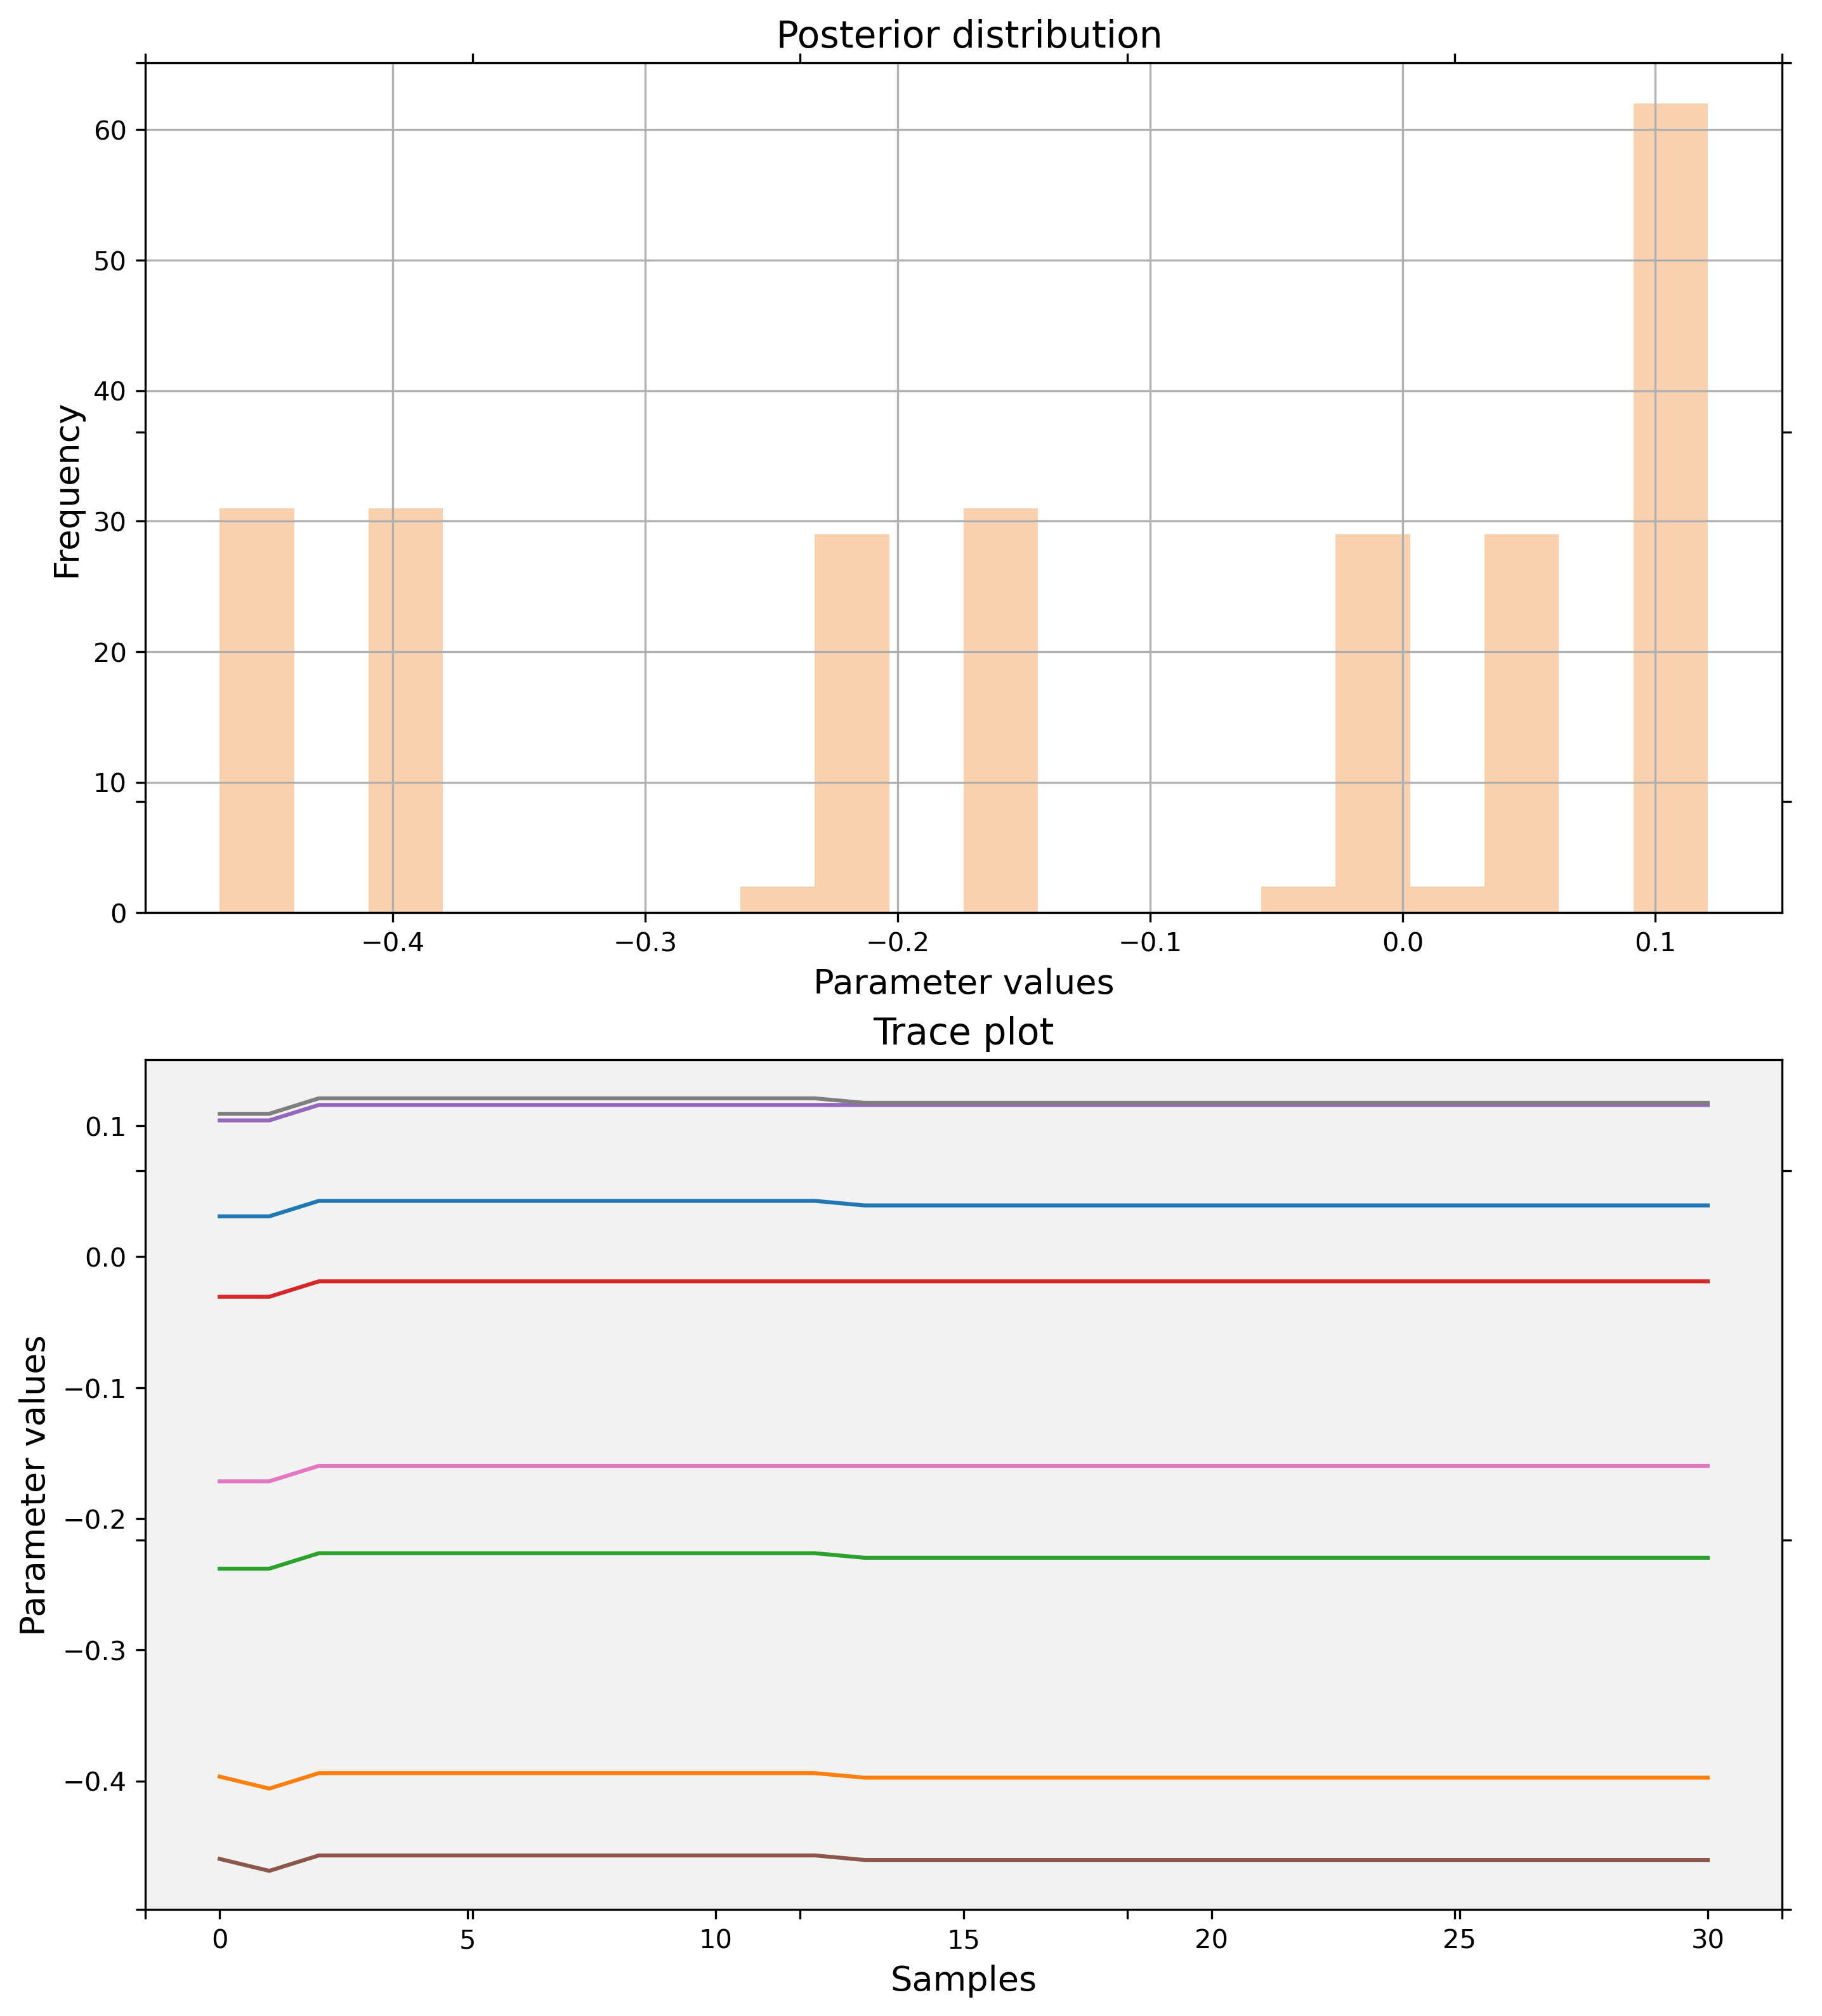 Posterior distribution
60
50
40
30
20
10
0
Frequency
−0.4 −0.3 −0.2 −0.1 0.0 0.1
Parameter values
Trace plot
0.1
0.0
−0.1
−0.2
−0.3
−0.4
Parameter values
0 5 10 15 20 25 30
Samples